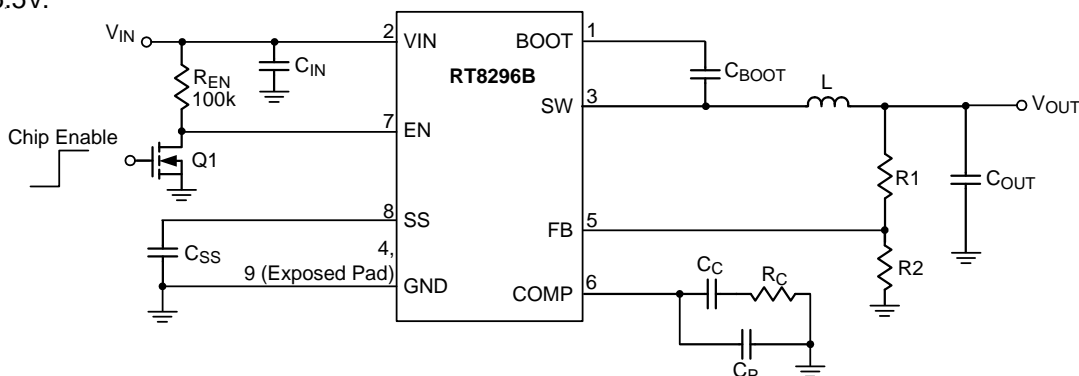 V_IN
2
VIN
BOOT
1
C_IN
RT8296B
C_BOOT
R_EN
100k
L
SW
3
V_OUT
7
EN
Chip Enable
Q1
R1
C_OUT
8
SS
FB
5
C_SS
4,
9 (Exposed Pad)
GND
R2
COMP
6
C_C
R_C